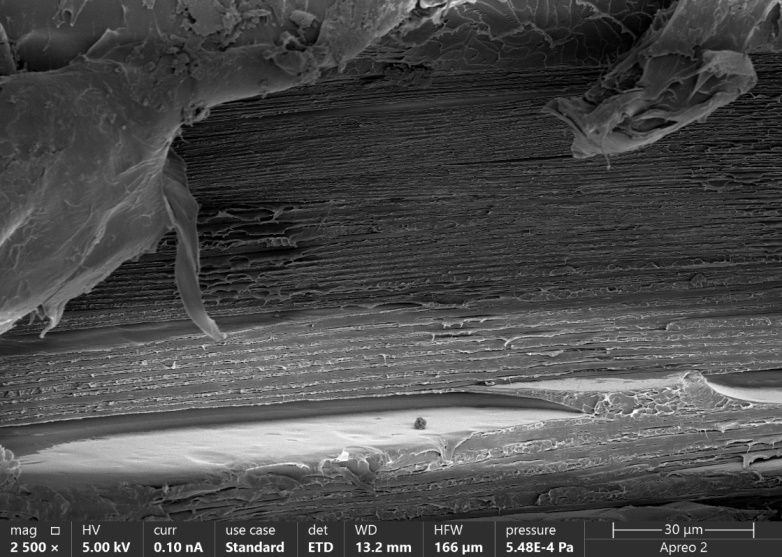 mag □ HV curr use case det WD HFW pressure 30 µm
2 500 × 5.00 kV 0.10 nA Standard ETD 13.2 mm 166 µm 5.48E-4 Pa Apreo 2